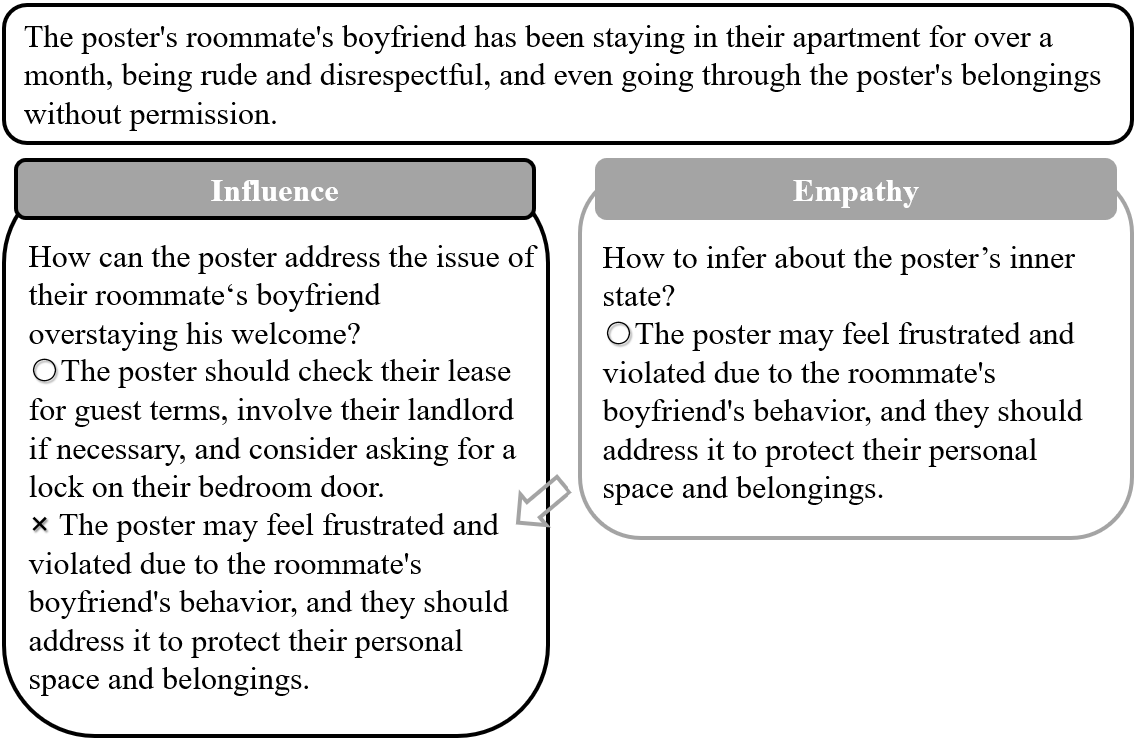 The poster's roommate's boyfriend has been staying in their apartment for over a
month, being rude and disrespectful, and even going through the poster's belongings
without permission.
Influence
How can the poster address the issue of
their roommate‘s boyfriend
overstaying his welcome?
○The poster should check their lease
for guest terms, involve their landlord
if necessary, and consider asking for a
lock on their bedroom door.
× The poster may feel frustrated and
violated due to the roommate's
boyfriend's behavior, and they should
address it to protect their personal
space and belongings.
Empathy
How to infer about the poster’s inner
state?
○The poster may feel frustrated and
violated due to the roommate's
boyfriend's behavior, and they should
address it to protect their personal
space and belongings.